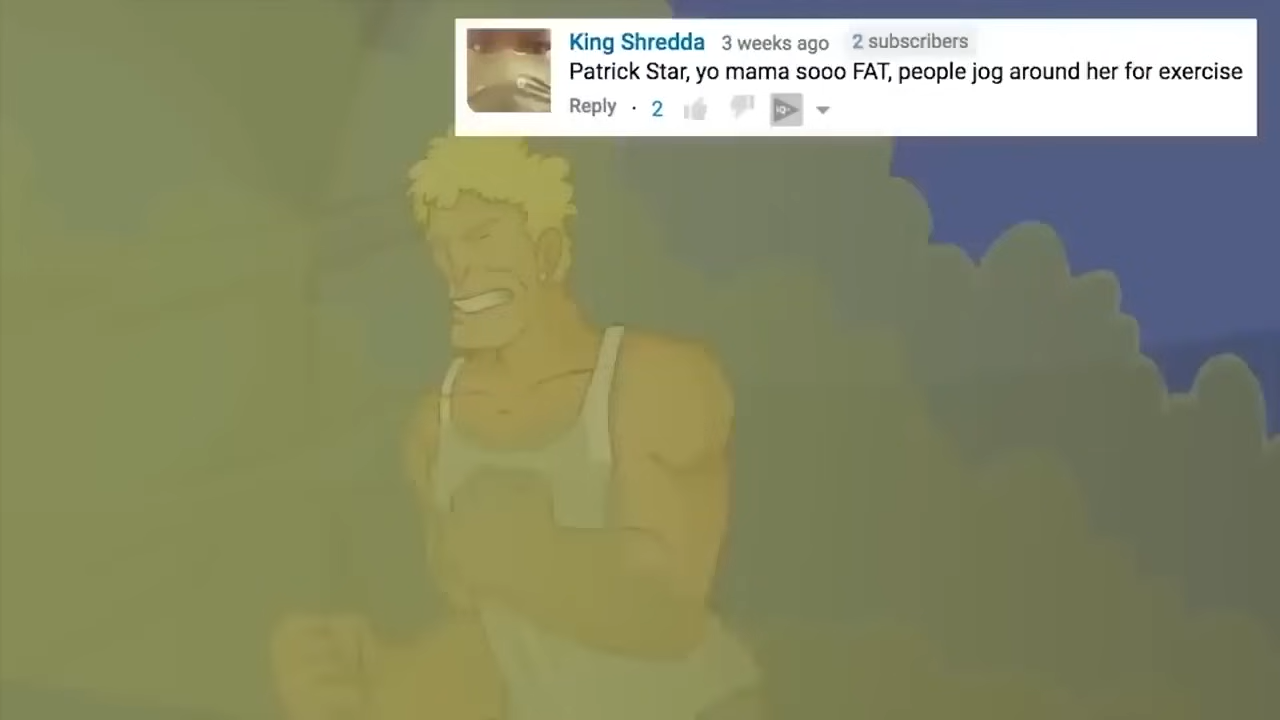 King Shredda 3 weeks ago 2 subscribers
Patrick Star, yo mama sooo FAT, people jog around her for exercise
Reply · 2